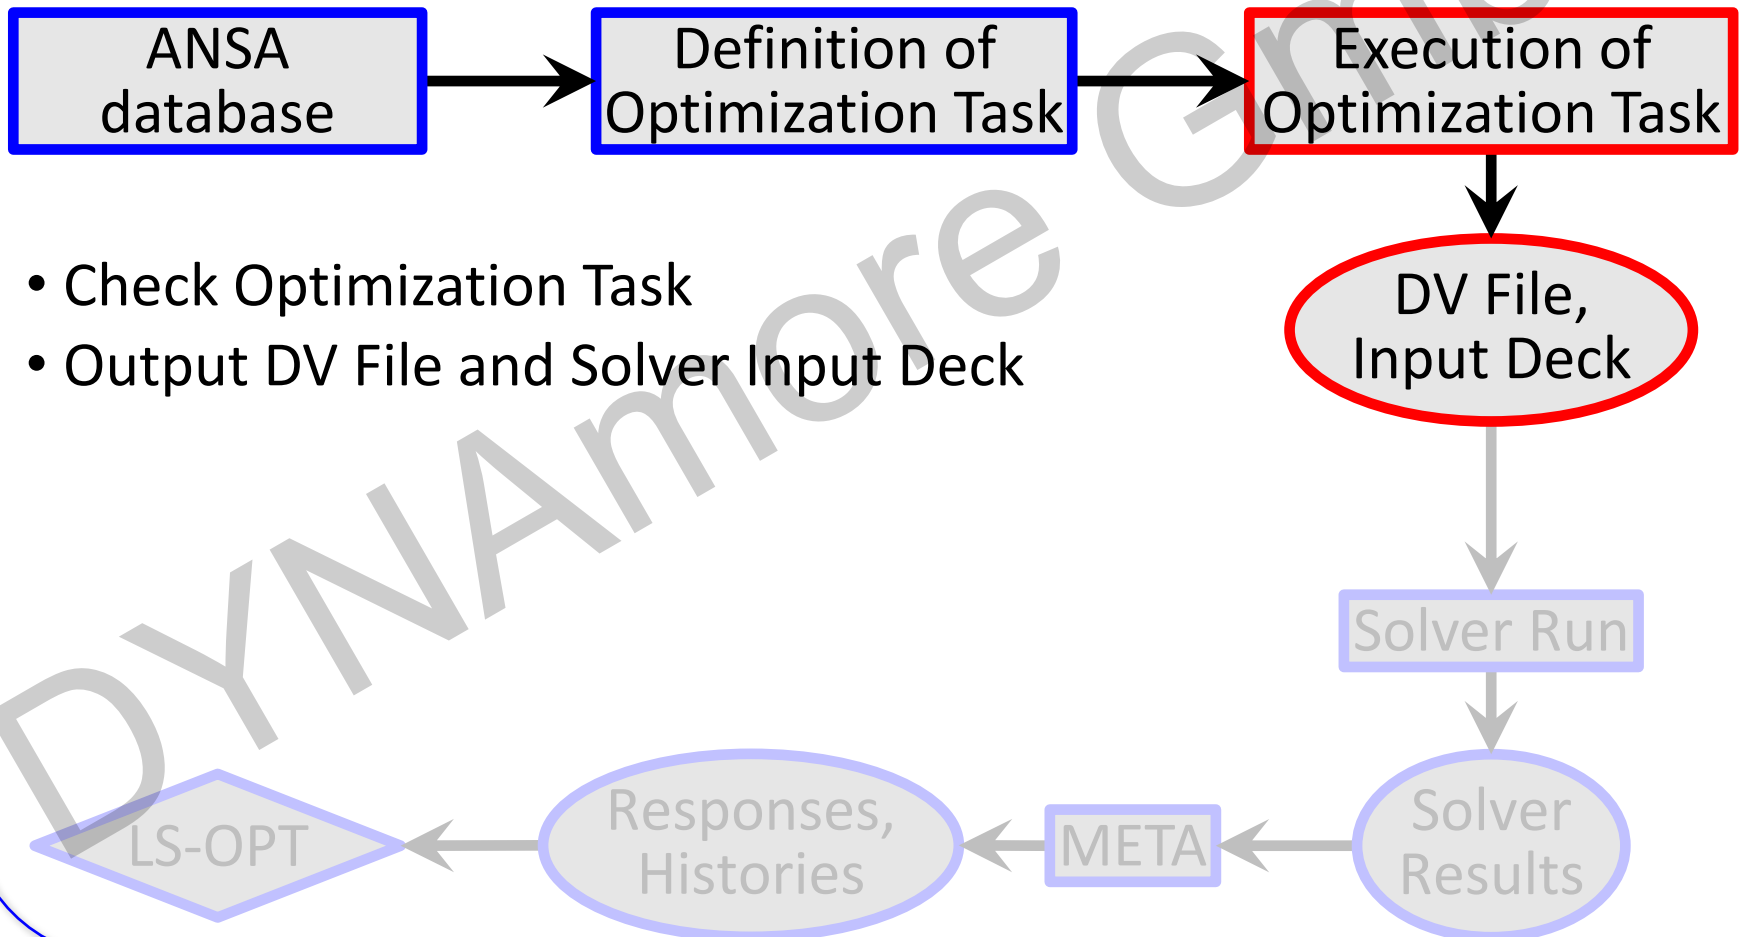 ANSA
database
Definition of
Optimization Task
Execution of
Optimization Task
• Check Optimization Task
• Output DV File and Solver Input Deck
DV File,
Input Deck
Solver Run
Solver
Results
META
Responses,
Histories
LS-OPT
DYNAmore Gmb